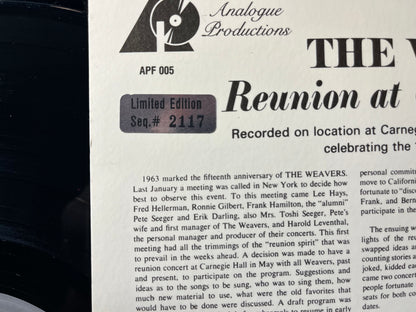 Analogue
Productions
APF 005
THE
Reunion at
Limited Edition
Seq.# 2117
Recorded on location at Carneg
celebrating the
1963 marked the fifteenth anniversary of THE WEAVERS.
Last January a meeting was called in New York to decide how
best to observe this event. To this meeting came Lee Hays,
Fred Hellerman, Ronnie Gilbert, Frank Hamilton, the "alumni"
Pete Seeger and Erik Darling, also Mrs. Toshi Seeger, Pete's
wife and first manager of The Weavers, and Harold Leventhal,
the personal manager and producer of their concerts. This first
meeting had all the trimmings of the "reunion spirit" that was
to prevail in the weeks ahead. A decision was made to have a
reunion concert at Carnegie Hall in May with all Weavers, past
and present, to participate on the program. Suggestions and
ideas as to the songs to be sung, who was to sing them, how
much new material to use, what were the old favorites that
would have to be done were discussed. A draft program was
to resume in early
personal commitm
move to California
fortunate to "disc
Frank, and Bern
participate in the
The ensuing w
lights of the reu
swapped ideas a
counting stories a
joked, kidded ea
came two concert
people fortunate
seats for both co
dates.